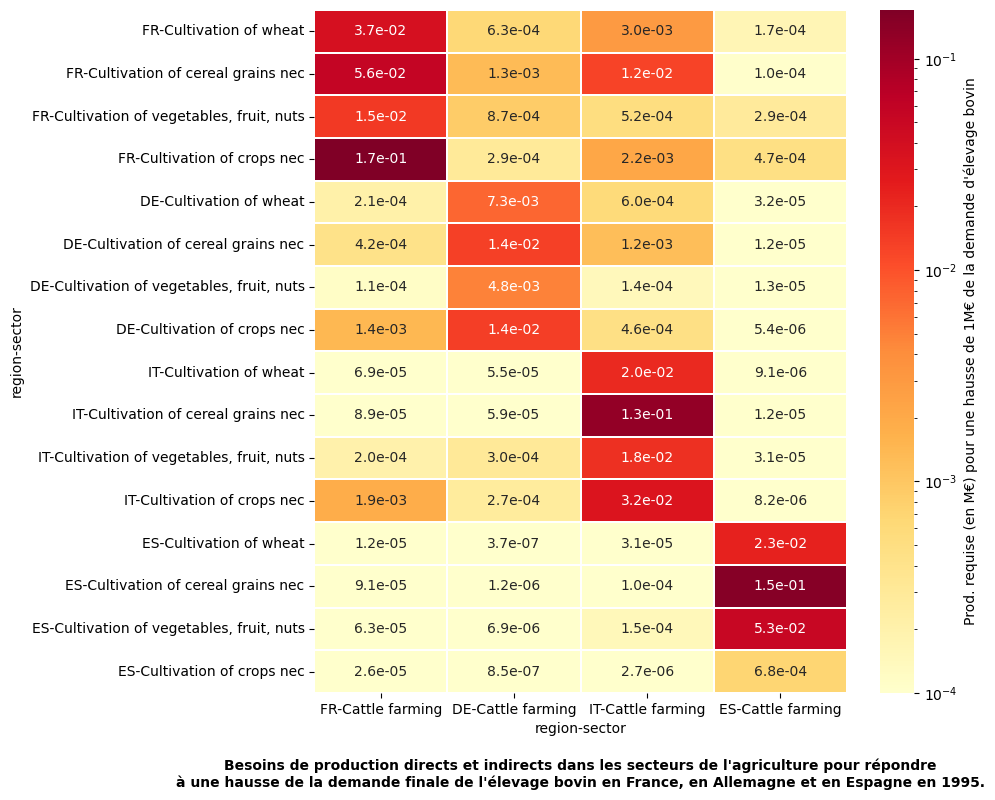 FR-Cultivation of wheat 3.7e-02 6.3e-04 3.0e-03 1.7e-04
FR-Cultivation of cereal grains nec 5.6e-02 1.3e-03 1.2e-02 1.0e-04
FR-Cultivation of vegetables, fruit, nuts 1.5e-02 8.7e-04 5.2e-04 2.9e-04
FR-Cultivation of crops nec 1.7e-01 2.9e-04 2.2e-03 4.7e-04
DE-Cultivation of wheat 2.1e-04 7.3e-03 6.0e-04 3.2e-05
DE-Cultivation of cereal grains nec 4.2e-04 1.4e-02 1.2e-03 1.2e-05
DE-Cultivation of vegetables, fruit, nuts 1.1e-04 4.8e-03 1.4e-04 1.3e-05
DE-Cultivation of crops nec 1.4e-03 1.4e-02 4.6e-04 5.4e-06
IT-Cultivation of wheat 6.9e-05 5.5e-05 2.0e-02 9.1e-06
IT-Cultivation of cereal grains nec 8.9e-05 5.9e-05 1.3e-01 1.2e-05
IT-Cultivation of vegetables, fruit, nuts 2.0e-04 3.0e-04 1.8e-02 3.1e-05
IT-Cultivation of crops nec 1.9e-03 2.7e-04 3.2e-02 8.2e-06
ES-Cultivation of wheat 1.2e-05 3.7e-07 3.1e-05 2.3e-02
ES-Cultivation of cereal grains nec 9.1e-05 1.2e-06 1.0e-04 1.5e-01
ES-Cultivation of vegetables, fruit, nuts 6.3e-05 6.9e-06 1.5e-04 5.3e-02
ES-Cultivation of crops nec 2.6e-05 8.5e-07 2.7e-06 6.8e-04
region-sector
FR-Cattle farming DE-Cattle farming IT-Cattle farming ES-Cattle farming
region-sector
10⁻¹
10⁻²
10⁻³
10⁻⁴
Prod. requise (en M€) pour une hausse de 1M€ de la demande d'élevage bovin
Besoins de production directs et indirects dans les secteurs de l'agriculture pour répondre
à une hausse de la demande finale de l'élevage bovin en France, en Allemagne et en Espagne en 1995.